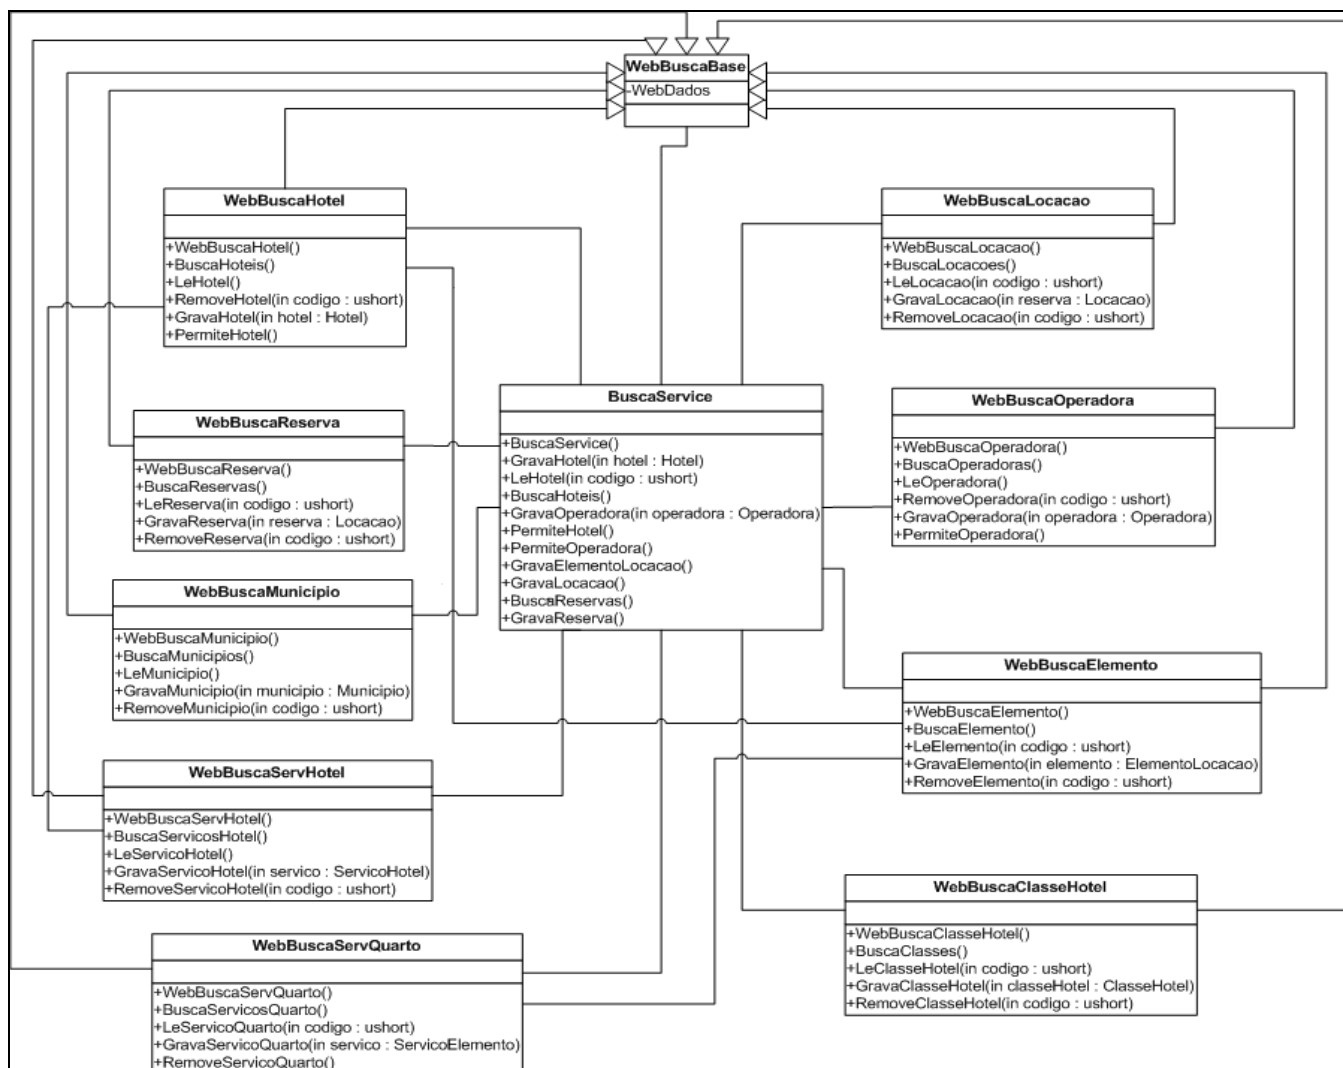 WebBuscaBase
-WebDados
WebBuscaHotel
+WebBuscaHotel()
+BuscaHoteis()
+LeHotel()
+RemoveHotel(in codigo : ushort)
+GravaHotel(in hotel : Hotel)
+PermiteHotel()
WebBuscaLocacao
+WebBuscaLocacao()
+BuscaLocacoes()
+LeLocacao(in codigo : ushort)
+GravaLocacao(in reserva : Locacao)
+RemoveLocacao(in codigo : ushort)
WebBuscaReserva
+WebBuscaReserva()
+BuscaReservas()
+LeReserva(in codigo : ushort)
+GravaReserva(in reserva : Locacao)
+RemoveReserva(in codigo : ushort)
BuscaService
+BuscaService()
+GravaHotel(in hotel : Hotel)
+LeHotel(in codigo : ushort)
+BuscaHoteis()
+GravaOperadora(in operadora : Operadora)
+PermiteHotel()
+PermiteOperadora()
+GravaElementoLocacao()
+GravaLocacao()
+BuscaReservas()
+GravaReserva()
WebBuscaOperadora
+WebBuscaOperadora()
+BuscaOperadoras()
+LeOperadora()
+RemoveOperadora(in codigo : ushort)
+GravaOperadora(in operadora : Operadora)
+PermiteOperadora()
WebBuscaMunicipio
+WebBuscaMunicipio()
+BuscaMunicipios()
+LeMunicipio()
+GravaMunicipio(in municipio : Municipio)
+RemoveMunicipio(in codigo : ushort)
WebBuscaElemento
+WebBuscaElemento()
+BuscaElemento()
+LeElemento(in codigo : ushort)
+GravaElemento(in elemento : ElementoLocacao)
+RemoveElemento(in codigo : ushort)
WebBuscaServHotel
+WebBuscaServHotel()
+BuscaServicosHotel()
+LeServicoHotel()
+GravaServicoHotel(in servico : ServicoHotel)
+RemoveServicoHotel(in codigo : ushort)
WebBuscaClasseHotel
+WebBuscaClasseHotel()
+BuscaClasses()
+LeClasseHotel(in codigo : ushort)
+GravaClasseHotel(in classeHotel : ClasseHotel)
+RemoveClasseHotel(in codigo : ushort)
WebBuscaServQuarto
+WebBuscaServQuarto()
+BuscaServicosQuarto()
+LeServicoQuarto(in codigo : ushort)
+GravaServicoQuarto(in servico : ServicoElemento)
+RemoveServicoQuarto()